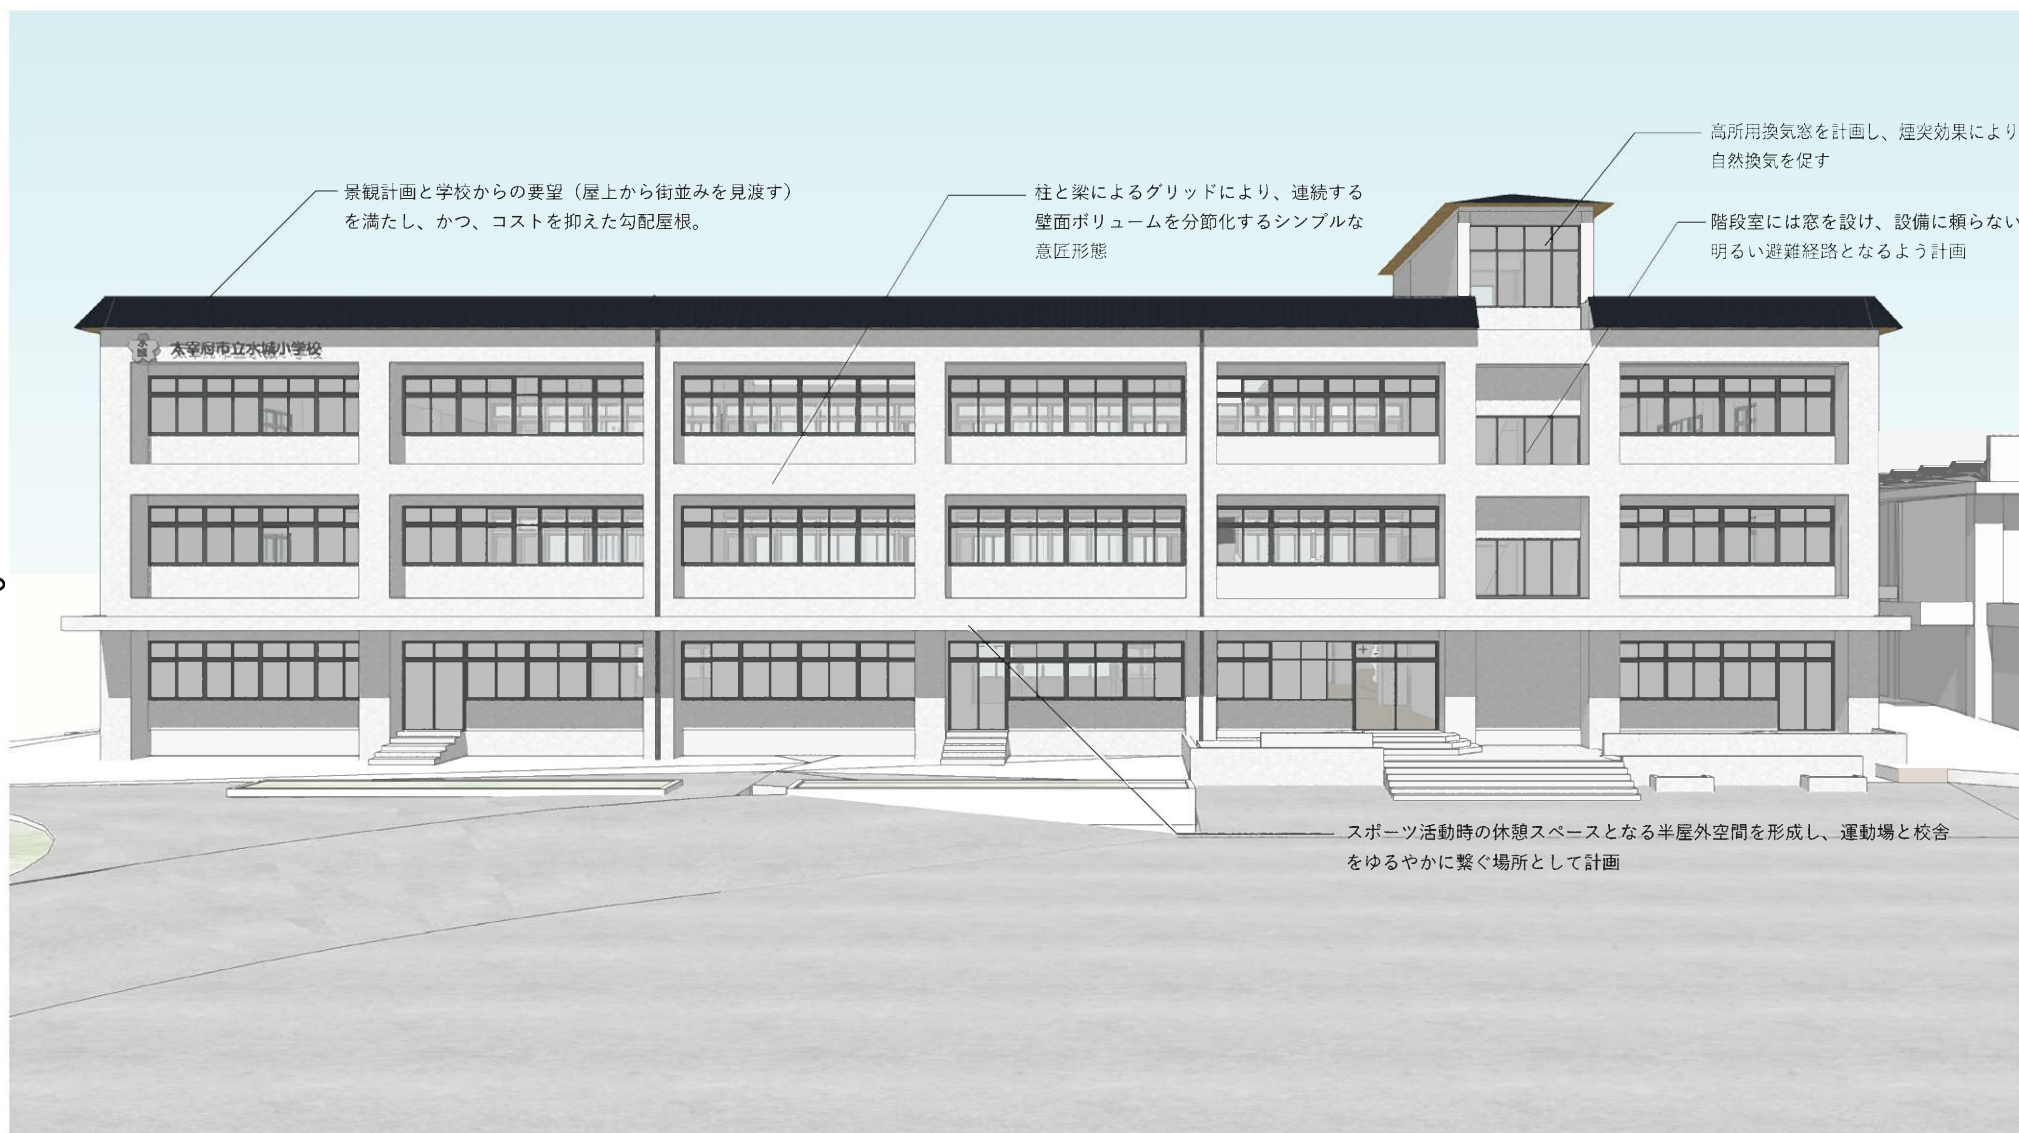 高所用換気窓を計画し、煙突効果により
自然換気を促す
景観計画と学校からの要望（屋上から街並みを見渡す）
を満たし、かつ、コストを抑えた勾配屋根。
柱と梁によるグリッドにより、連続する
壁面ボリュームを分節化するシンプルな
意匠形態
階段室には窓を設け、設備に頼らない
明るい避難経路となるよう計画
水城
太宰府市立水城小学校
スポーツ活動時の休憩スペースとなる半屋外空間を形成し、運動場と校舎
をゆるやかに繋ぐ場所として計画